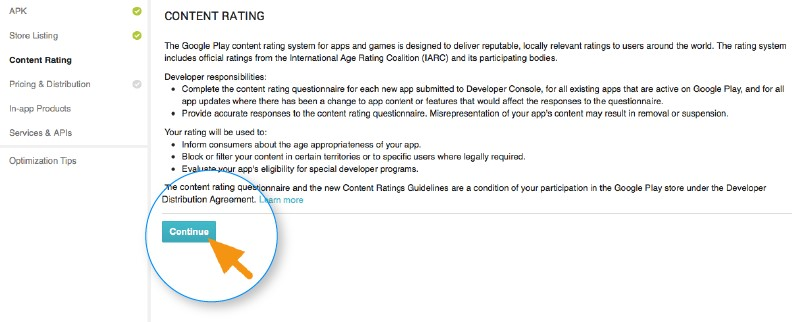 APK
Store Listing
Content Rating
Pricing & Distribution
In-app Products
Services & APIs
Optimization Tips
CONTENT RATING
The Google Play content rating system for apps and games is designed to deliver reputable, locally relevant ratings to users around the world. The rating system
includes official ratings from the International Age Rating Coalition (IARC) and its participating bodies.
Developer responsibilities:
• Complete the content rating questionnaire for each new app submitted to Developer Console, for all existing apps that are active on Google Play, and for all
app updates where there has been a change to app content or features that would affect the responses to the questionnaire.
• Provide accurate responses to the content rating questionnaire. Misrepresentation of your app's content may result in removal or suspension.
Your rating will be used to:
• Inform consumers about the age appropriateness of your app.
• Block or filter your content in certain territories or to specific users where legally required.
• Evaluate your app's eligibility for special developer programs.
The content rating questionnaire and the new Content Ratings Guidelines are a condition of your participation in the Google Play store under the Developer
Distribution Agreement. Learn more
Continue